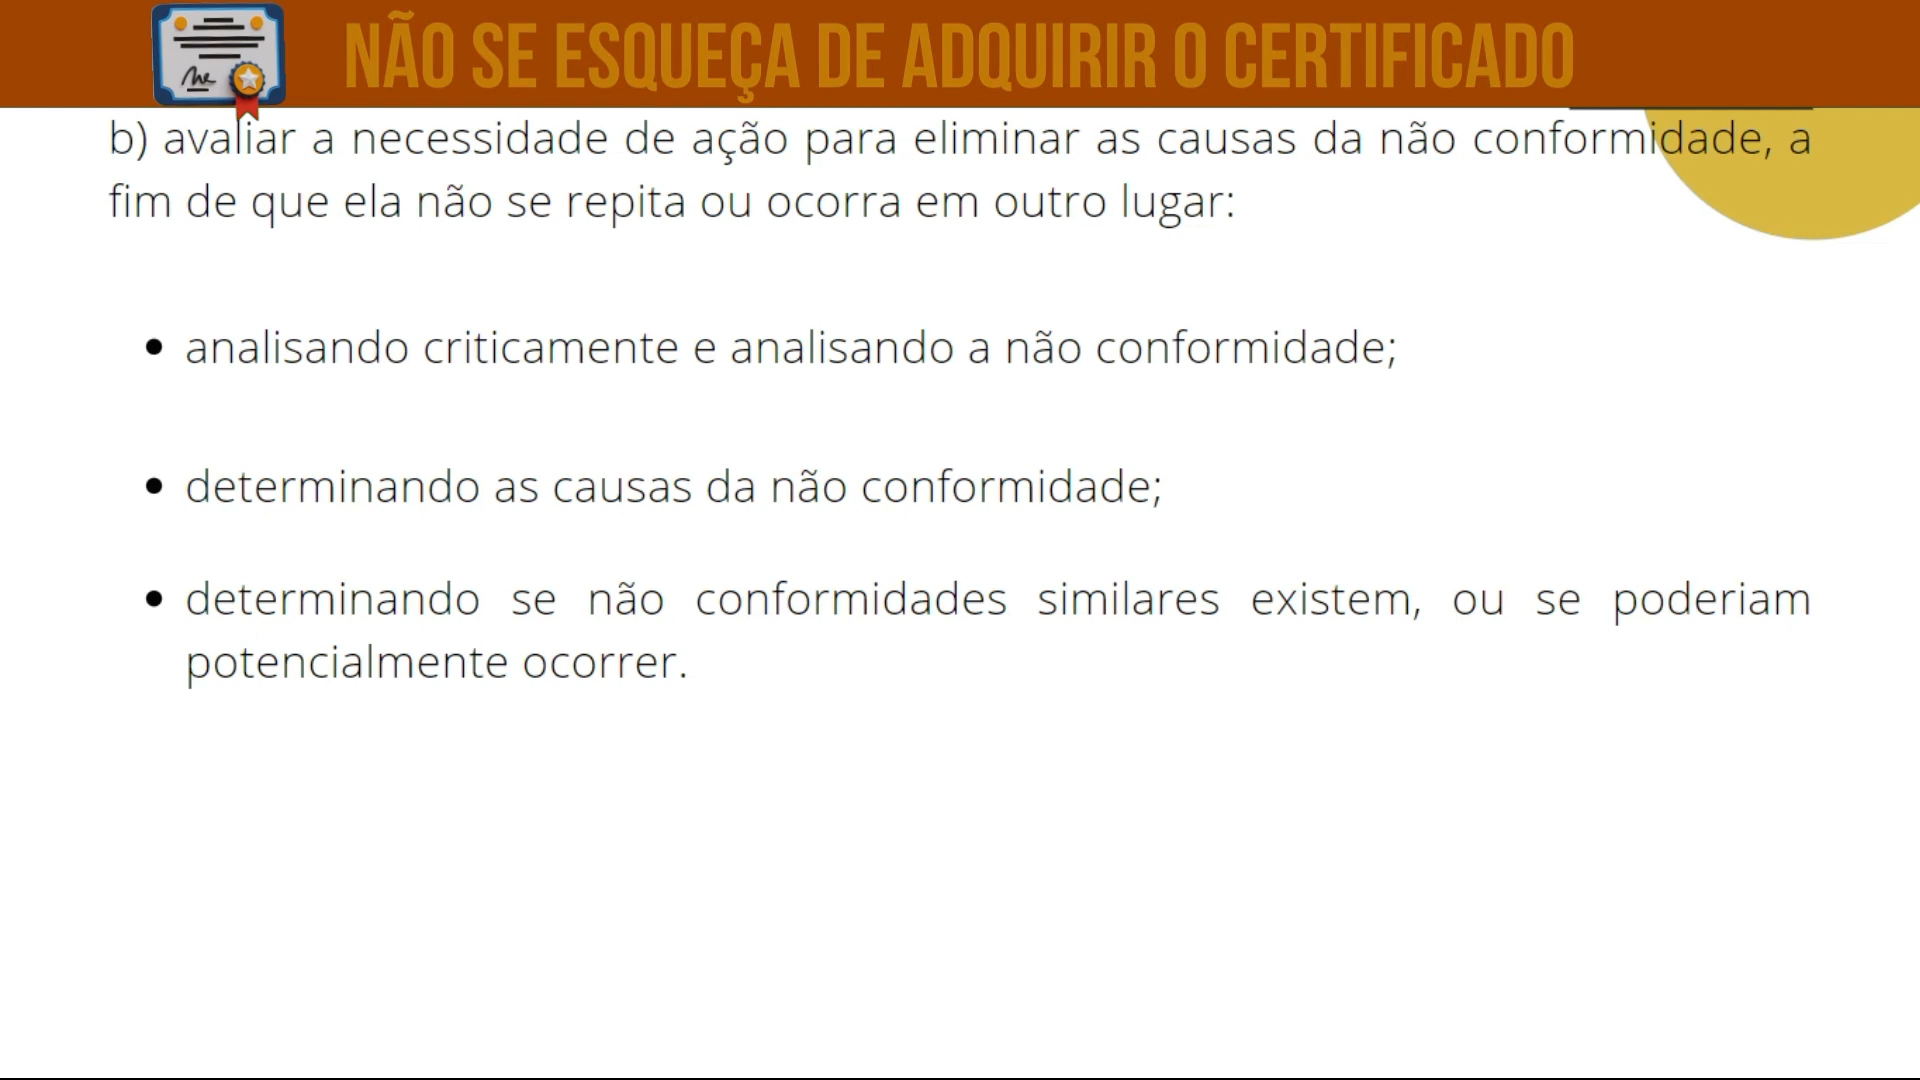 NÃO SE ESQUEÇA DE ADQUIRIR O CERTIFICADO
b) avaliar a necessidade de ação para eliminar as causas da não conformidade, a
fim de que ela não se repita ou ocorra em outro lugar:
• analisando criticamente e analisando a não conformidade;
• determinando as causas da não conformidade;
• determinando se não conformidades similares existem, ou se poderiam
potencialmente ocorrer.